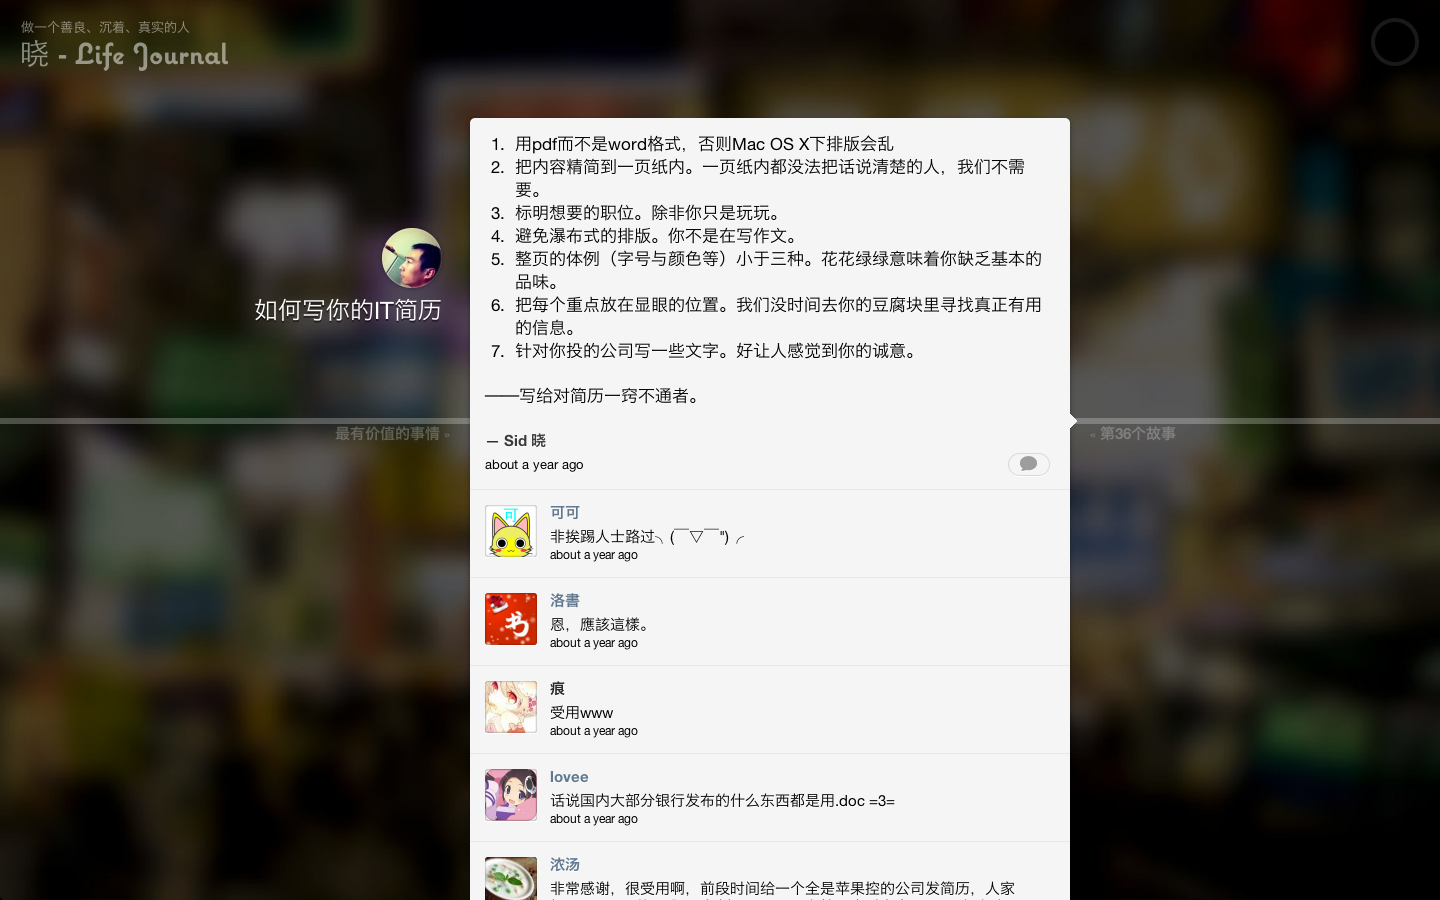 做一个善良、沉着、真实的人
晓 - Life Journal
如何写你的IT简历
1. 用pdf而不是word格式，否则Mac OS X下排版会乱
2. 把内容精简到一页纸内。一页纸内都没法把话说清楚的人，我们不需
要。
3. 标明想要的职位。除非你只是玩玩。
4. 避免瀑布式的排版。你不是在写作文。
5. 整页的体例（字号与颜色等）小于三种。花花绿绿意味着你缺乏基本的
品味。
6. 把每个重点放在显眼的位置。我们没时间去你的豆腐块里寻找真正有用
的信息。
7. 针对你投的公司写一些文字。好让人感觉到你的诚意。
——写给对简历一窍不通者。
最有价值的事情 »
« 第36个故事
— Sid 晓
about a year ago
可
可可
非挨踢人士路过╮(￣▽￣")╭
about a year ago
书
洛書
恩，應該這樣。
about a year ago
痕
受用www
about a year ago
lovee
话说国内大部分银行发布的什么东西都是用.doc =3=
about a year ago
浓汤
非常感谢，很受用啊，前段时间给一个全是苹果控的公司发简历，人家